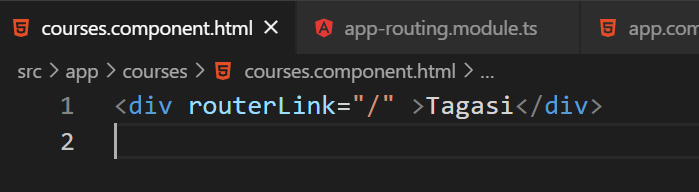 courses.component.html × app-routing.module.ts app.com
src > app > courses > courses.component.html > ...
1 <div routerLink="/" >Tagasi</div>
2